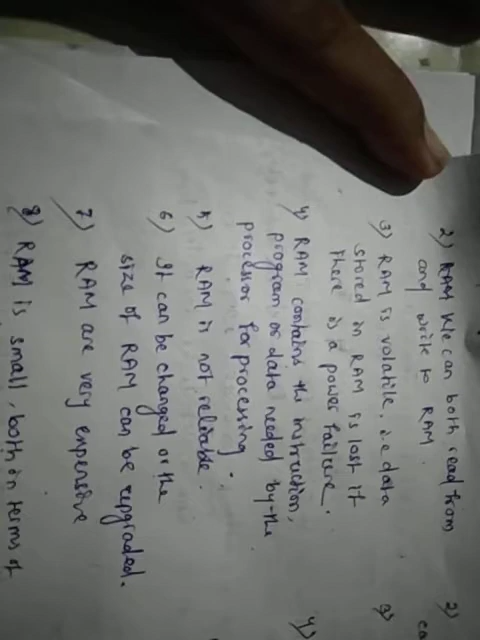 2) We can both read from
and write to RAM.
3) RAM is volatile, i.e data
stored in RAM is lost if
there is a power failure.
4) RAM contains the instruction,
program or data needed by the
processor for processing.
5) RAM is not reliable.
6) It can be changed or the
size of RAM can be upgraded.
7) RAM are very expensive
8) RAM is small, both in terms of
2)
3)
4)